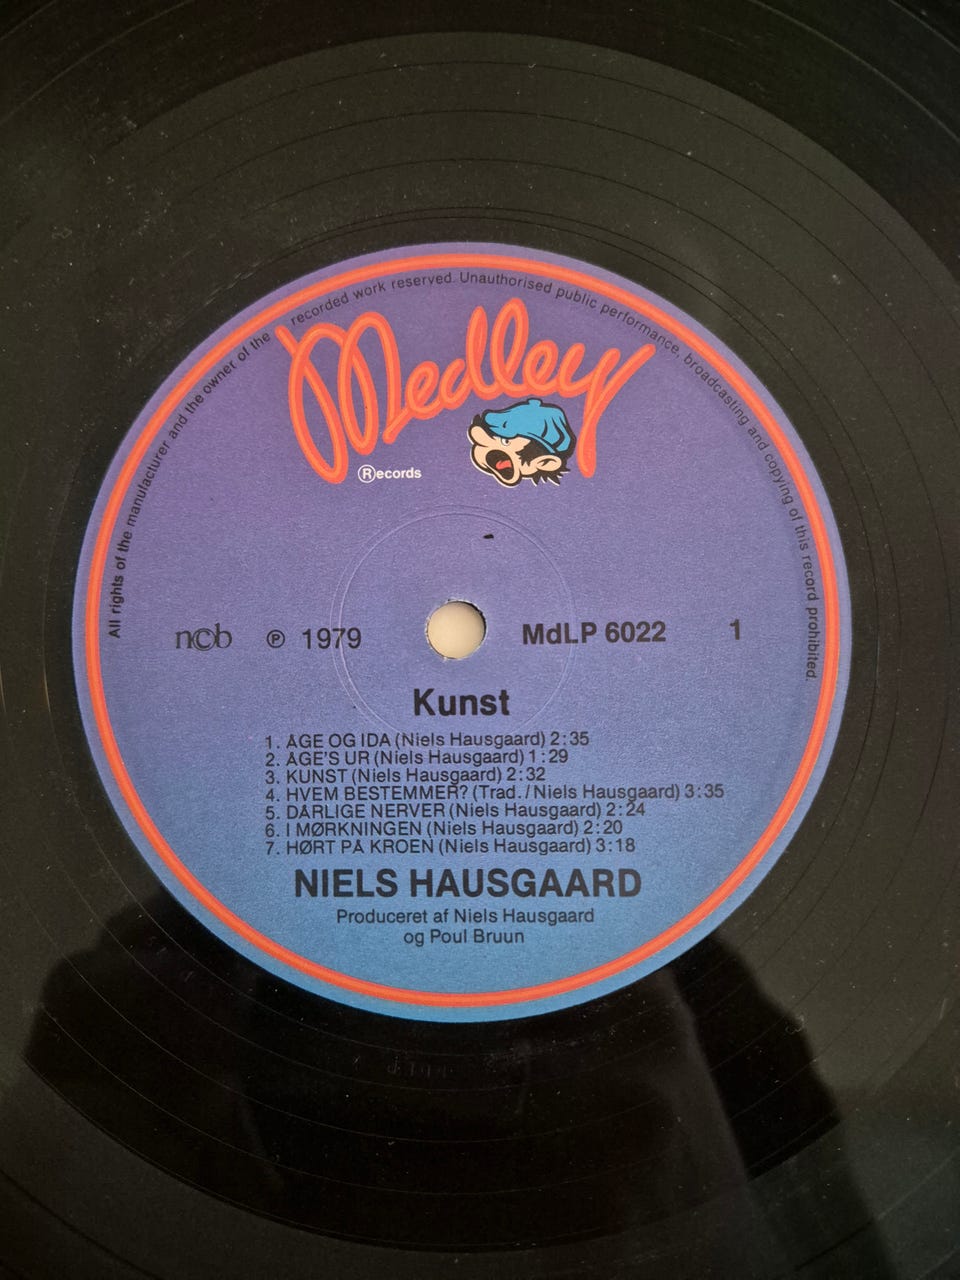 All rights of the manufacturer and the owner of the recorded work reserved. Unauthorised public performance, broadcasting and copying of this record prohibited.
Medley
Ⓡecords
ncb ℗ 1979 MdLP 6022 1
Kunst
1. ÅGE OG IDA (Niels Hausgaard) 2:35
2. ÅGE'S UR (Niels Hausgaard) 1:29
3. KUNST (Niels Hausgaard) 2:32
4. HVEM BESTEMMER? (Trad./Niels Hausgaard) 3:35
5. DÅRLIGE NERVER (Niels Hausgaard) 2:24
6. I MØRKNINGEN (Niels Hausgaard) 2:20
7. HØRT PÅ KROEN (Niels Hausgaard) 3:18
NIELS HAUSGAARD
Produceret af Niels Hausgaard
og Poul Bruun